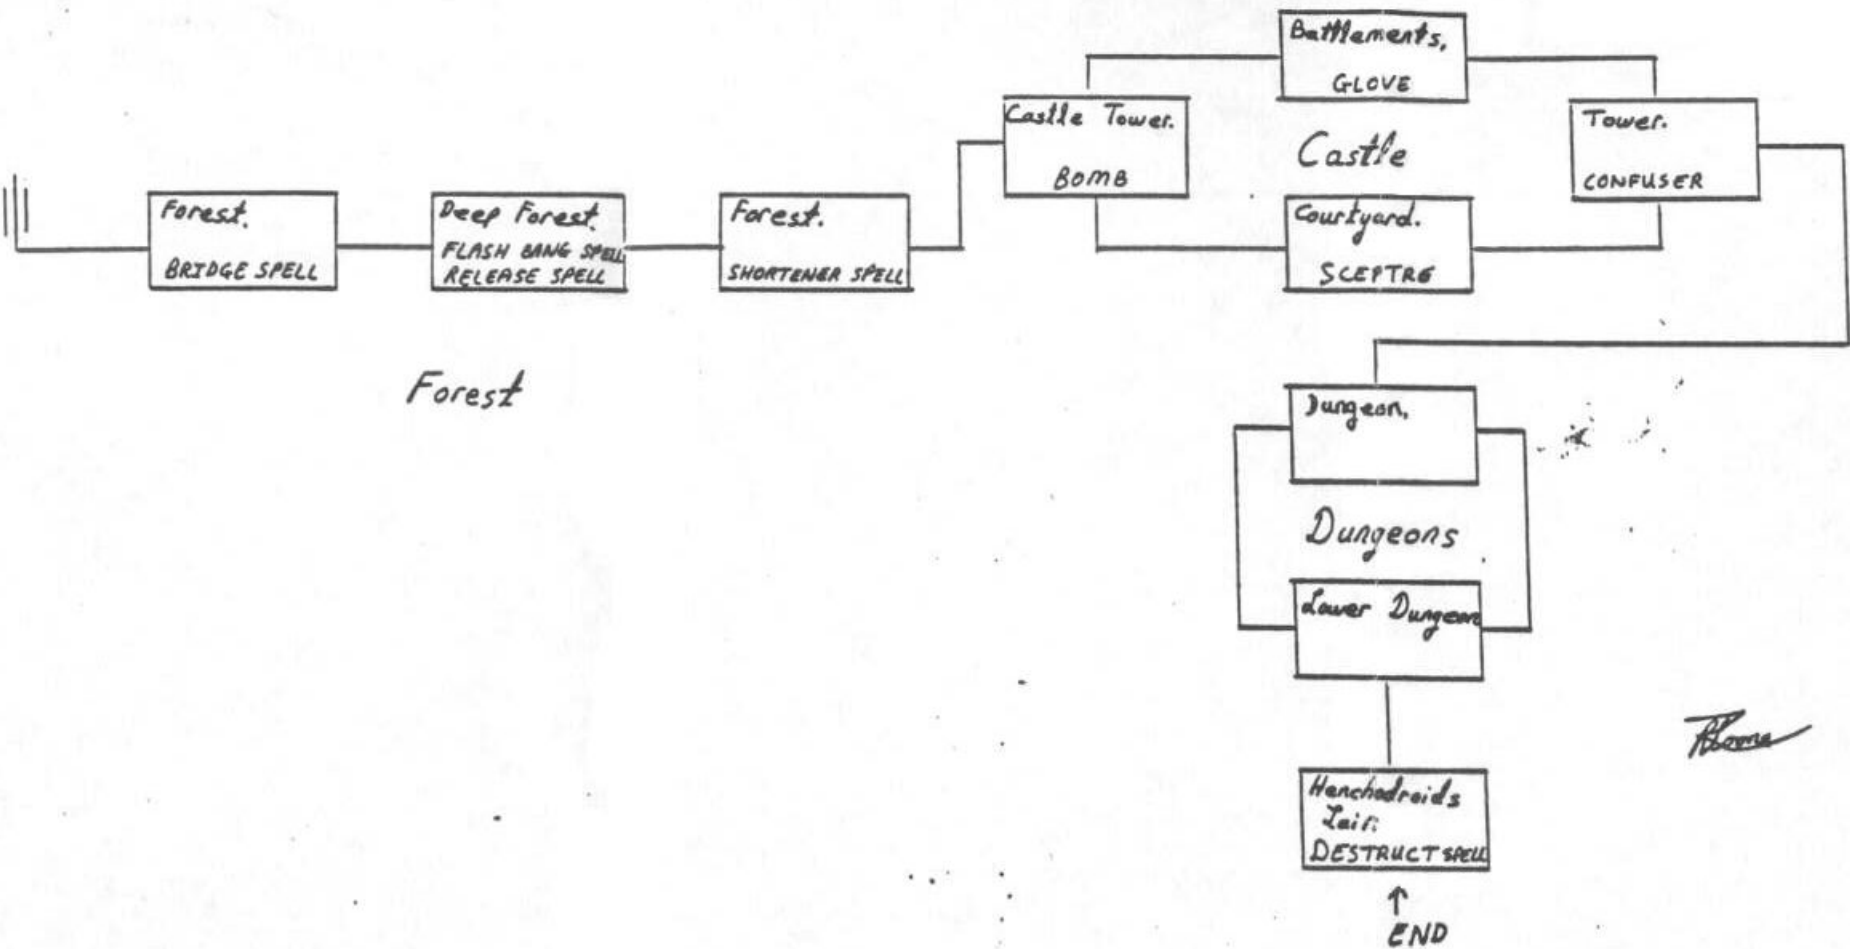 Battlements,
GLOVE
Castle Tower.
BOMB
Castle
Tower.
CONFUSER
Forest.
BRIDGE SPELL
Deep Forest.
FLASH BANG SPELL
RELEASE SPELL
Forest.
SHORTENER SPELL
Courtyard.
SCEPTRE
Forest
Dungeon,
Dungeons
Lower Dungeon
Henchodroids
Lair.
DESTRUCT SPELL
↑
END